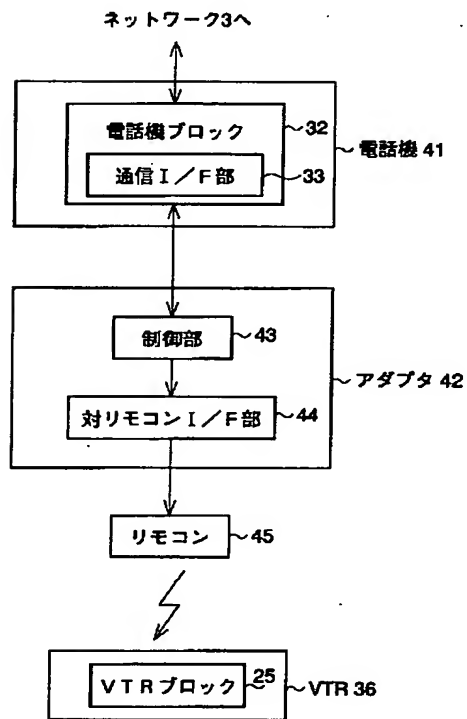 ネットワーク3へ
電話機ブロック
32
通信I/F部
33
電話機 41
制御部
43
対リモコンI/F部
44
アダプタ 42
リモコン
45
VTRブロック
25
VTR 36